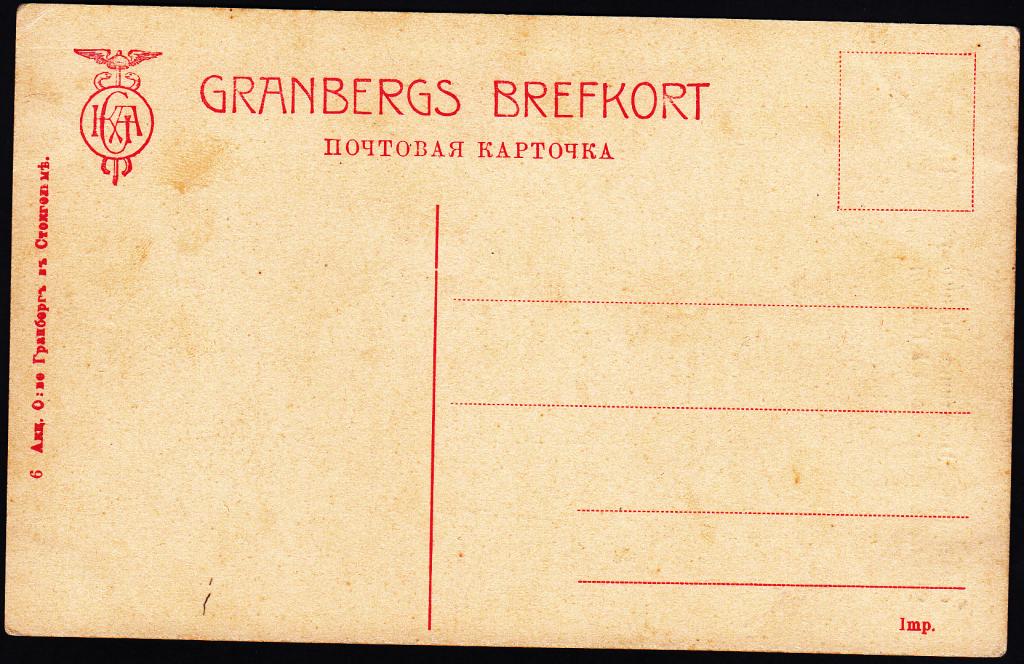 GRANBERGS BREFKORT
ПОЧТОВАЯ КАРТОЧКА
6 Акц. О:во Гранбергъ въ Стокгольмѣ.
Imp.